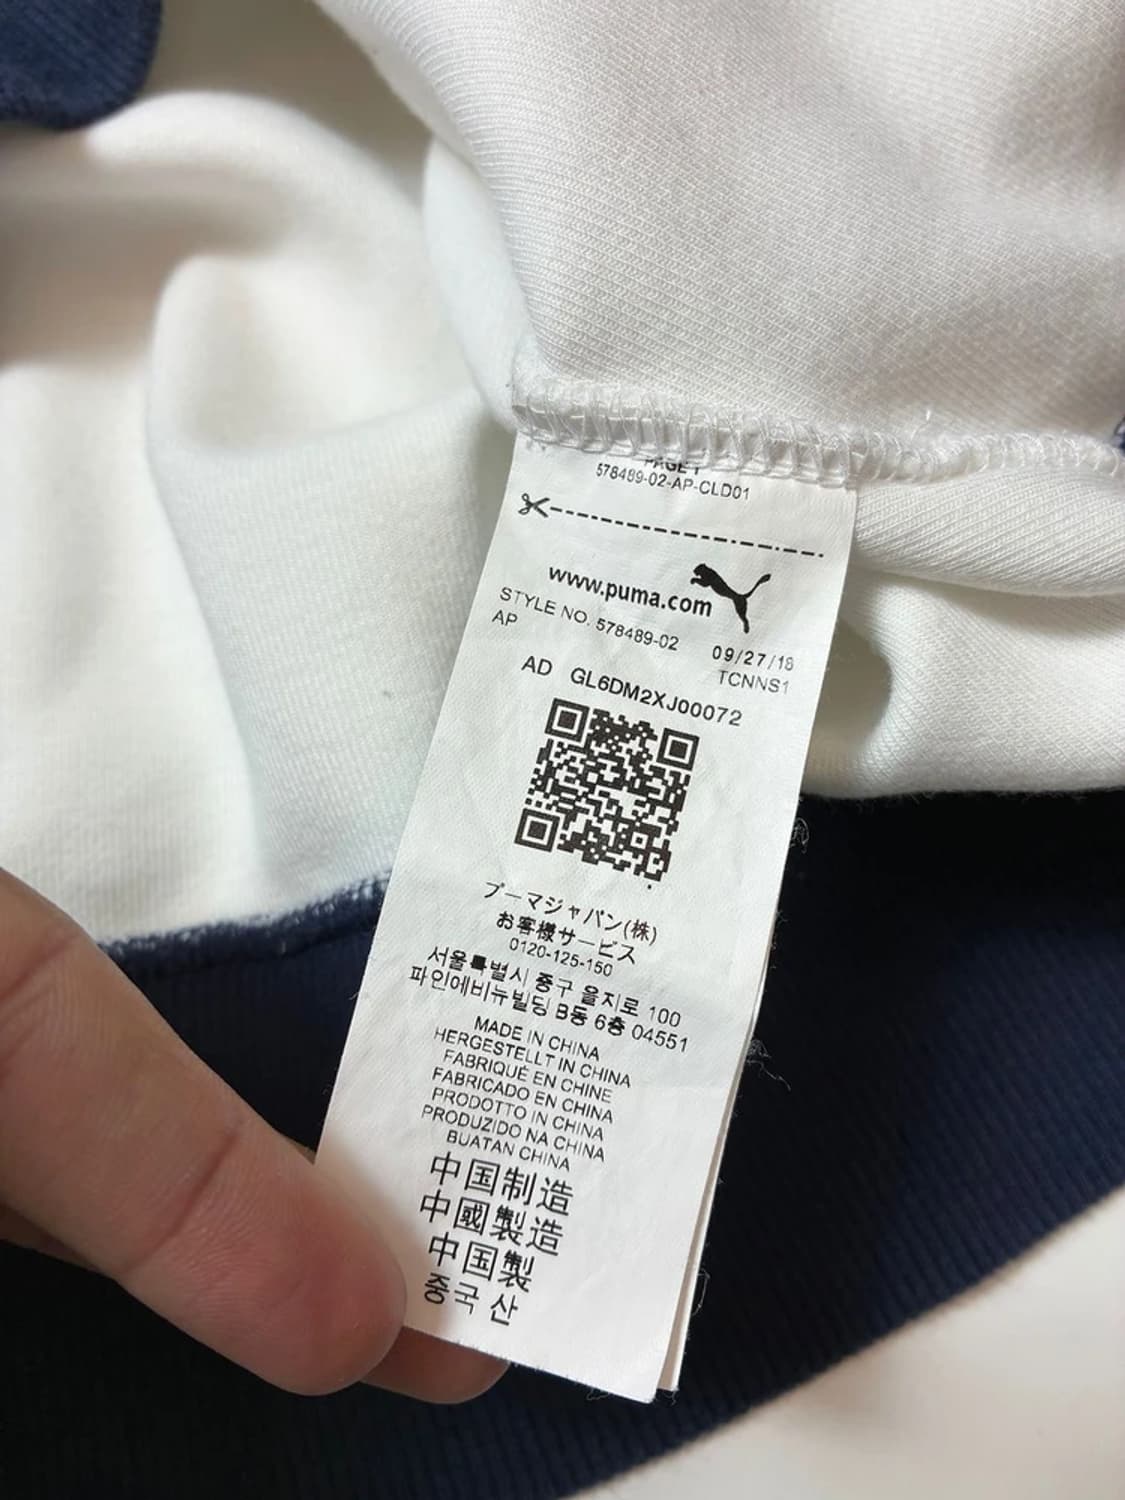 PAGE 1
578489-02-AP-CLD01
www.puma.com
STYLE NO. 578489-02 09/27/18
AP TCNNS1
AD GL6DM2XJ00072
プーマジャパン(株)
お客様サービス
0120-125-150
서울특별시 중구 을지로 100
파인에비뉴빌딩 B동 6층 04551
MADE IN CHINA
HERGESTELLT IN CHINA
FABRIQUÉ EN CHINE
FABRICADO EN CHINA
PRODOTTO IN CHINA
PRODUZIDO NA CHINA
BUATAN CHINA
中国制造
中國製造
中国製
중국 산